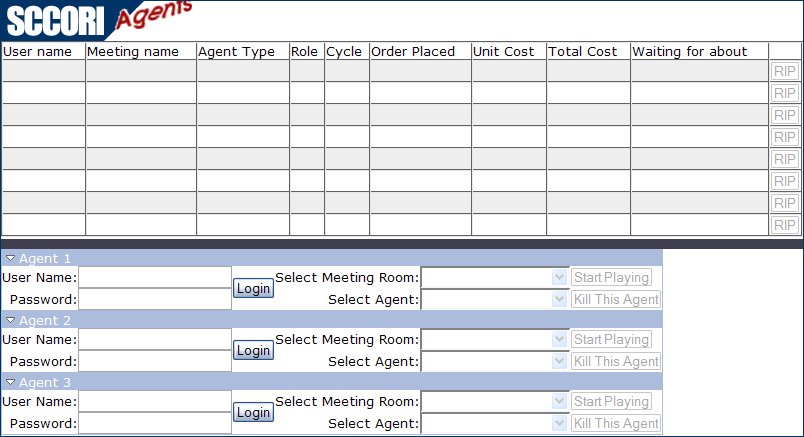 SCCORI Agents
User name Meeting name Agent Type Role Cycle Order Placed Unit Cost Total Cost Waiting for about
RIP
RIP
RIP
RIP
RIP
RIP
RIP
RIP
Agent 1
User Name: Login Select Meeting Room: Start Playing
Password: Select Agent: Kill This Agent
Agent 2
User Name: Login Select Meeting Room: Start Playing
Password: Select Agent: Kill This Agent
Agent 3
User Name: Login Select Meeting Room: Start Playing
Password: Select Agent: Kill This Agent